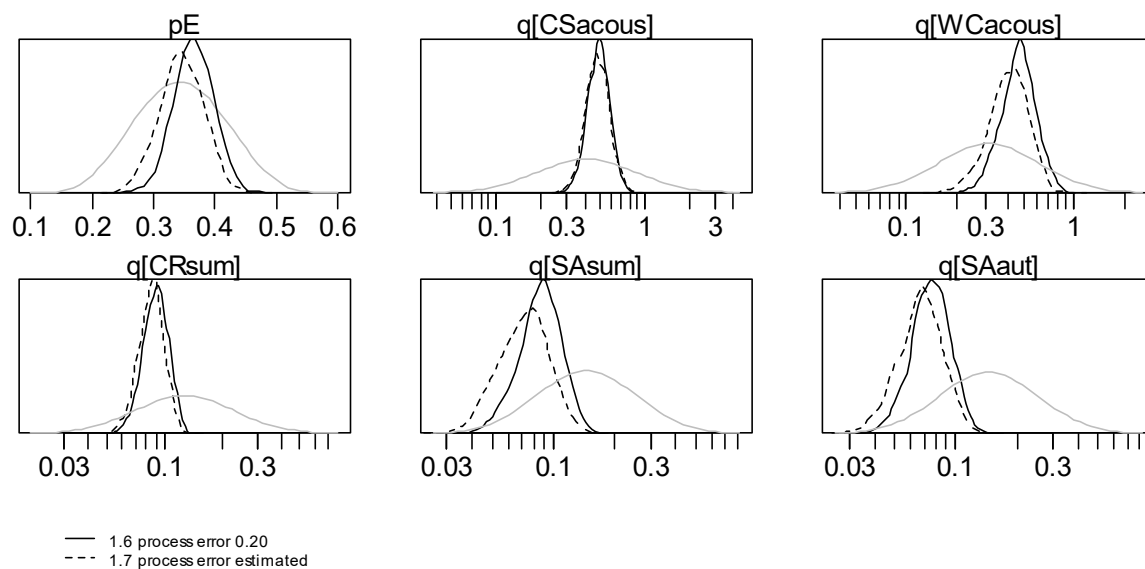 pE q[CSacous] q[WCacous]
0.1 0.2 0.3 0.4 0.5 0.6 0.1 0.3 1 3 0.1 0.3 1
q[CRsum] q[SAsum] q[SAaut]
0.03 0.1 0.3 0.03 0.1 0.3 0.03 0.1 0.3
1.6 process error 0.20
1.7 process error estimated